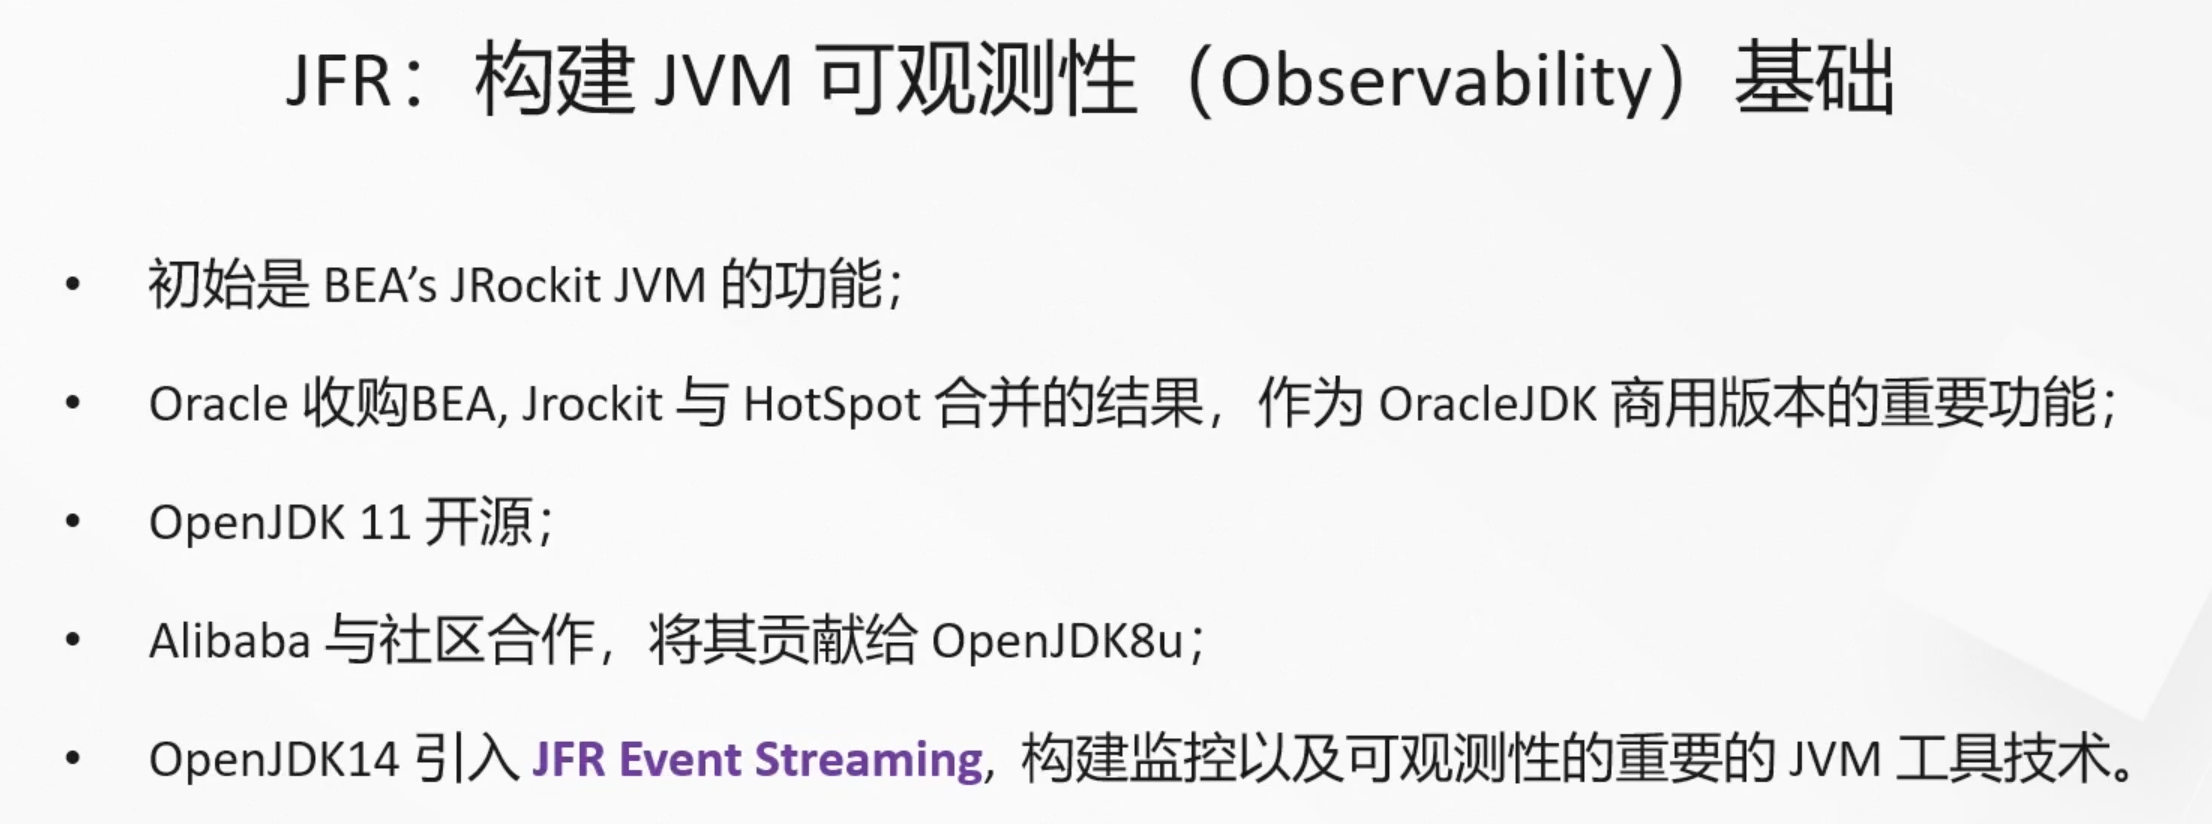 JFR：构建 JVM 可观测性（Observability）基础
• 初始是 BEA’s JRockit JVM 的功能；
• Oracle 收购BEA, Jrockit 与 HotSpot 合并的结果，作为 OracleJDK 商用版本的重要功能；
• OpenJDK 11 开源；
• Alibaba 与社区合作，将其贡献给 OpenJDK8u；
• OpenJDK14 引入 JFR Event Streaming, 构建监控以及可观测性的重要的 JVM 工具技术。